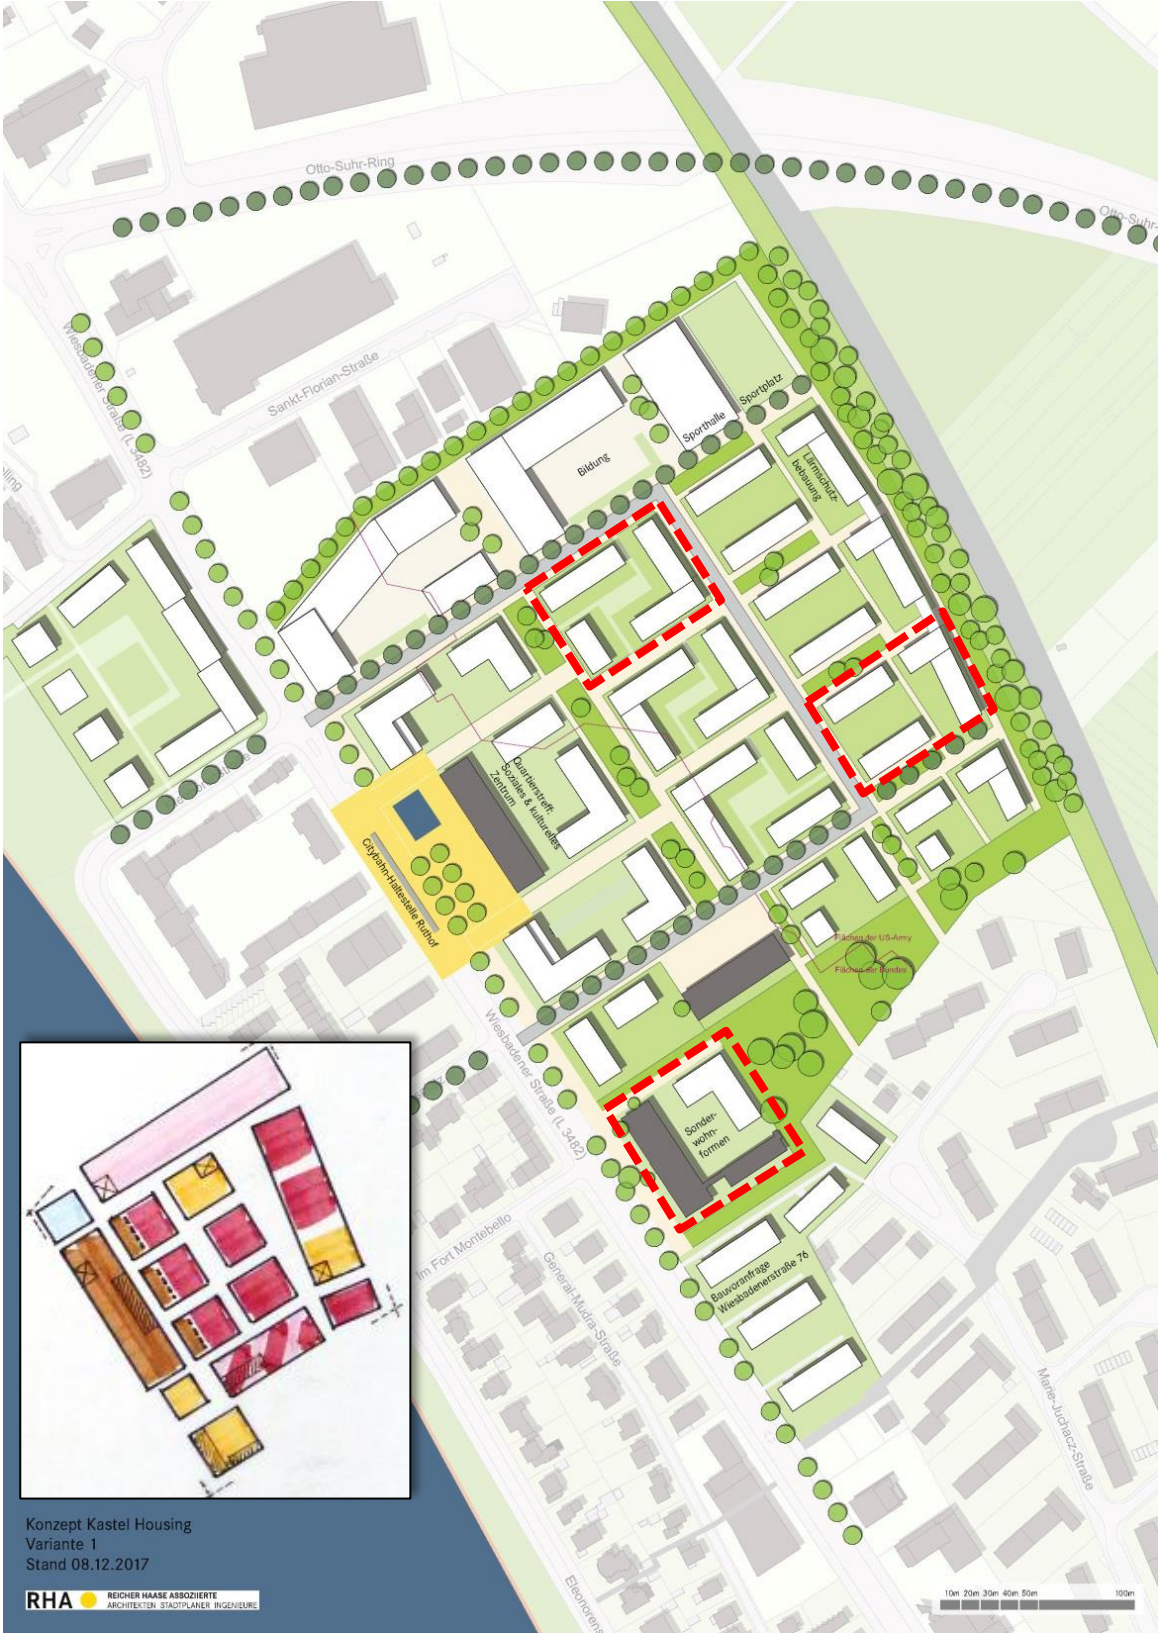 Otto-Suhr-Ring
Otto-Suhr-
Wiesbadener Straße (L 3482)
Sankt-Florian-Straße
Sportplatz
Sporthalle
Bildung
Lärmschutz-
bebauung
Quartierstreff:
Soziales & kulturelles
Zentrum
Citybahn-Haltestelle Ruthof
Flächen der US-Army
Flächen des Bundes
Wiesbadener Straße (L 3482)
Sonder-
wohn-
formen
Im Fort Montebello
General-Mudra-Straße
Bauvoranfrage
Wiesbadenerstraße 76
Marie-Juchacz-Straße
Eleonorens
Konzept Kastel Housing
Variante 1
Stand 08.12.2017
RHA REICHER HAASE ASSOZIIERTE
ARCHITEKTEN STADTPLANER INGENIEURE
10m 20m 30m 40m 50m 100m